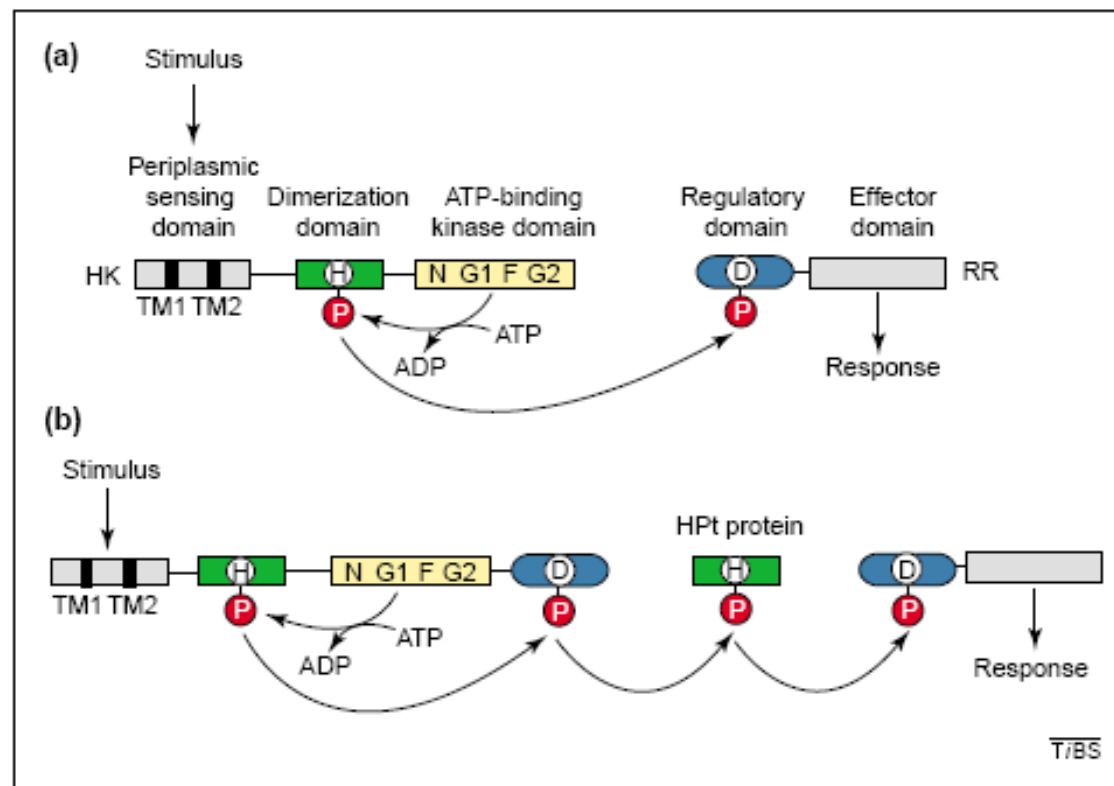 (a)
Stimulus
Periplasmic
sensing
domain
Dimerization
domain
ATP-binding
kinase domain
Regulatory
domain
Effector
domain
HK
H
N G1 F G2
D
RR
TM1 TM2
P
P
ATP
ADP
Response
(b)
Stimulus
HPt protein
H
N G1 F G2
D
H
D
TM1 TM2
P
P
P
P
ATP
ADP
Response
TiBS